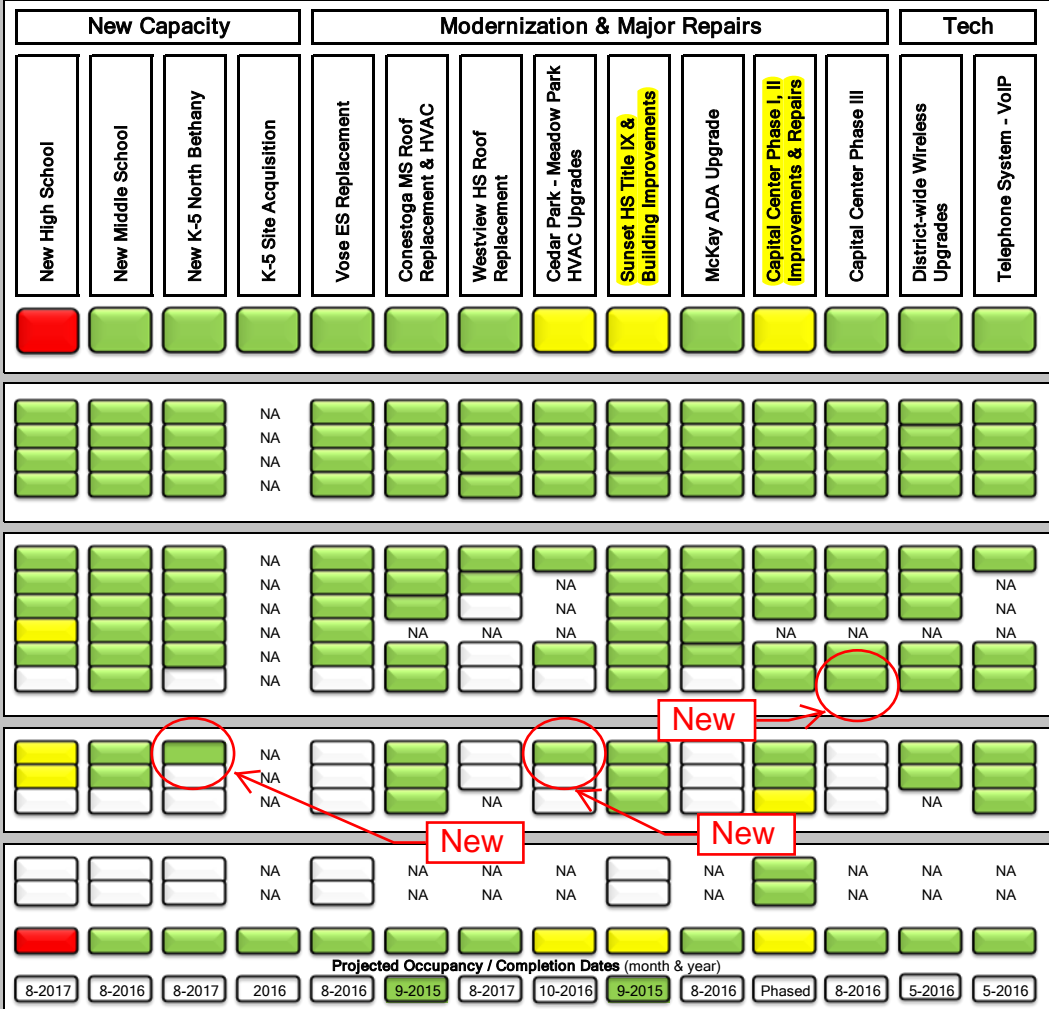 New Capacity
Modernization & Major Repairs
Tech
New High School
New Middle School
New K-5 North Bethany
K-5 Site Acquisition
Vose ES Replacement
Conestoga MS Roof
Replacement & HVAC
Westview HS Roof
Replacement
Cedar Park - Meadow Park
HVAC Upgrades
Sunset HS Title IX &
Building Improvements
McKay ADA Upgrade
Capital Center Phase I, II
Improvements & Repairs
Capital Center Phase III
District-wide Wireless
Upgrades
Telephone System - VoIP
NA
NA
NA
NA
NA
NA NA NA
NA NA NA
NA NA NA NA NA NA NA NA
NA
NA
New
NA
NA
NA NA NA
New
New
NA NA NA NA NA NA NA NA
NA NA NA NA NA NA NA NA
Projected Occupancy / Completion Dates (month & year)
8-2017 8-2016 8-2017 2016 8-2016 9-2015 8-2017 10-2016 9-2015 8-2016 Phased 8-2016 5-2016 5-2016